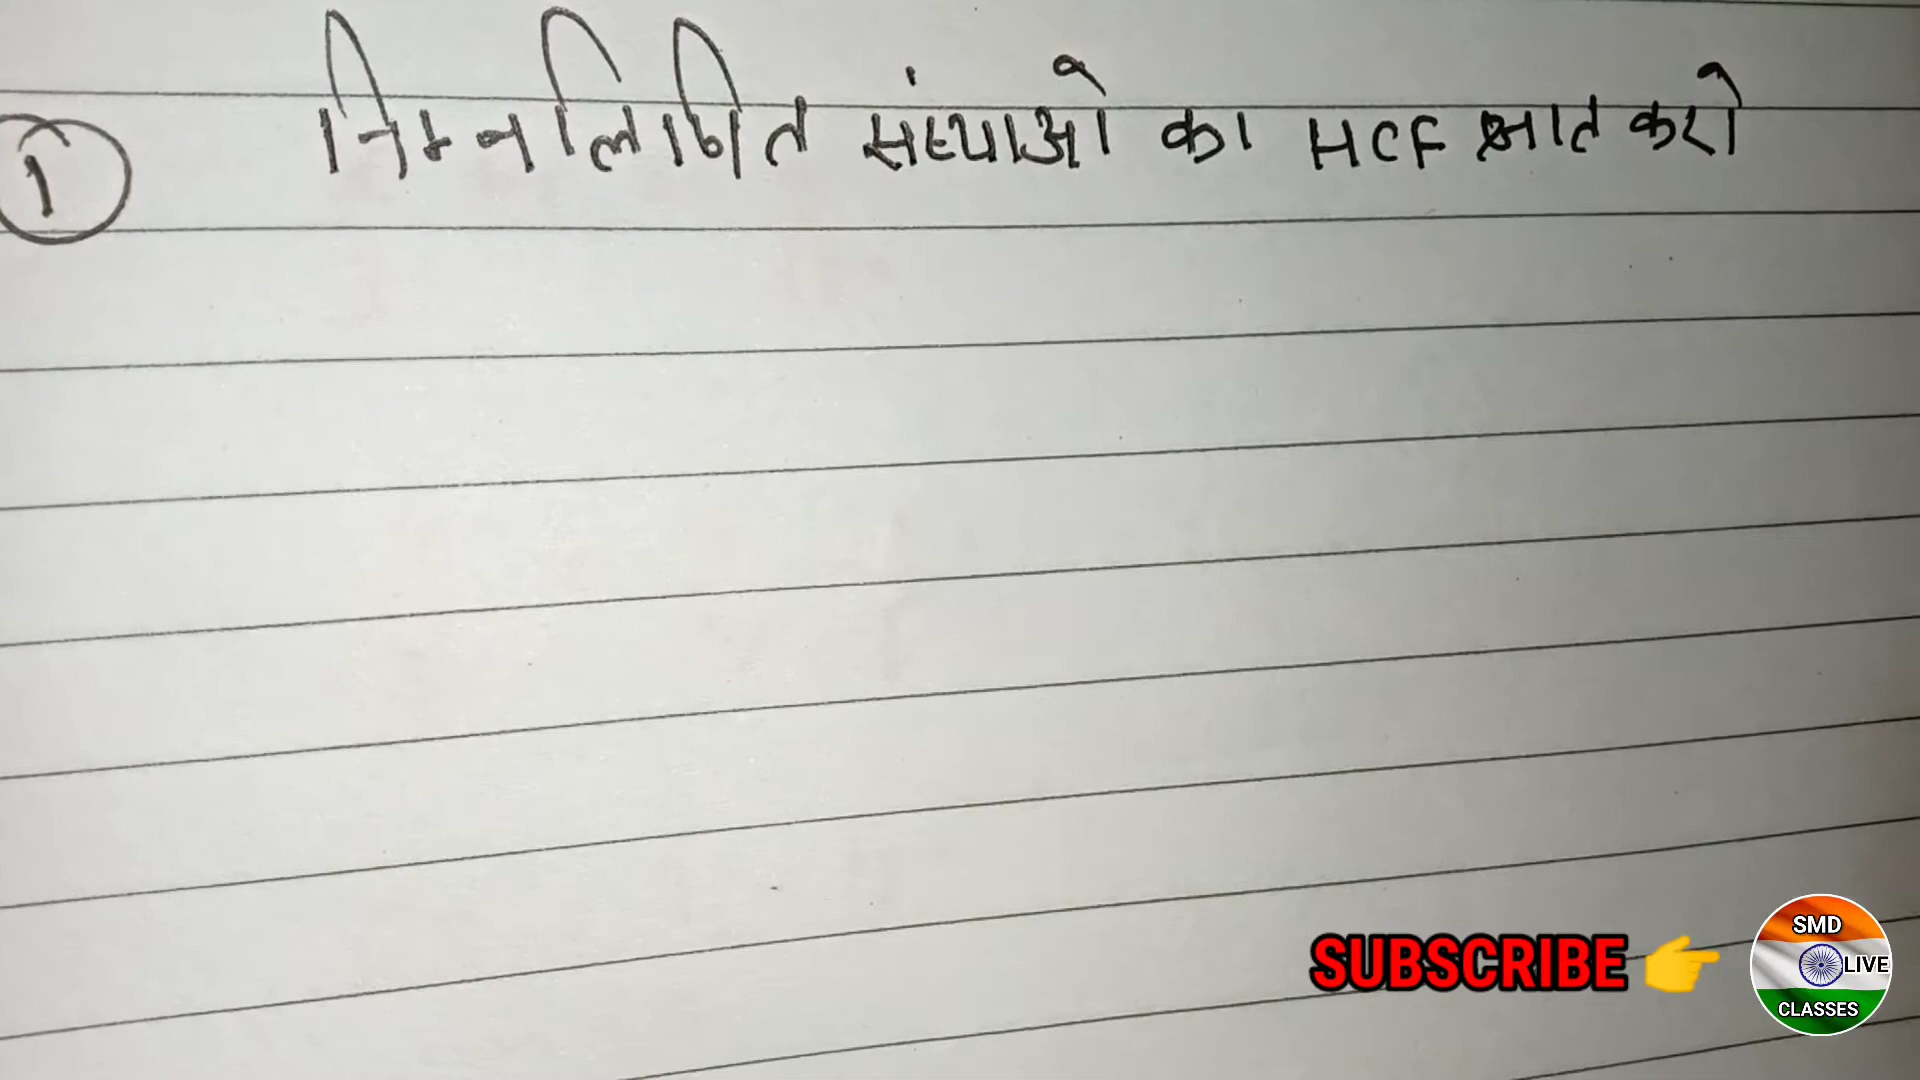 ① निम्नलिखित संख्याओं का HCF ज्ञात करो
SUBSCRIBE
SMD
LIVE
CLASSES